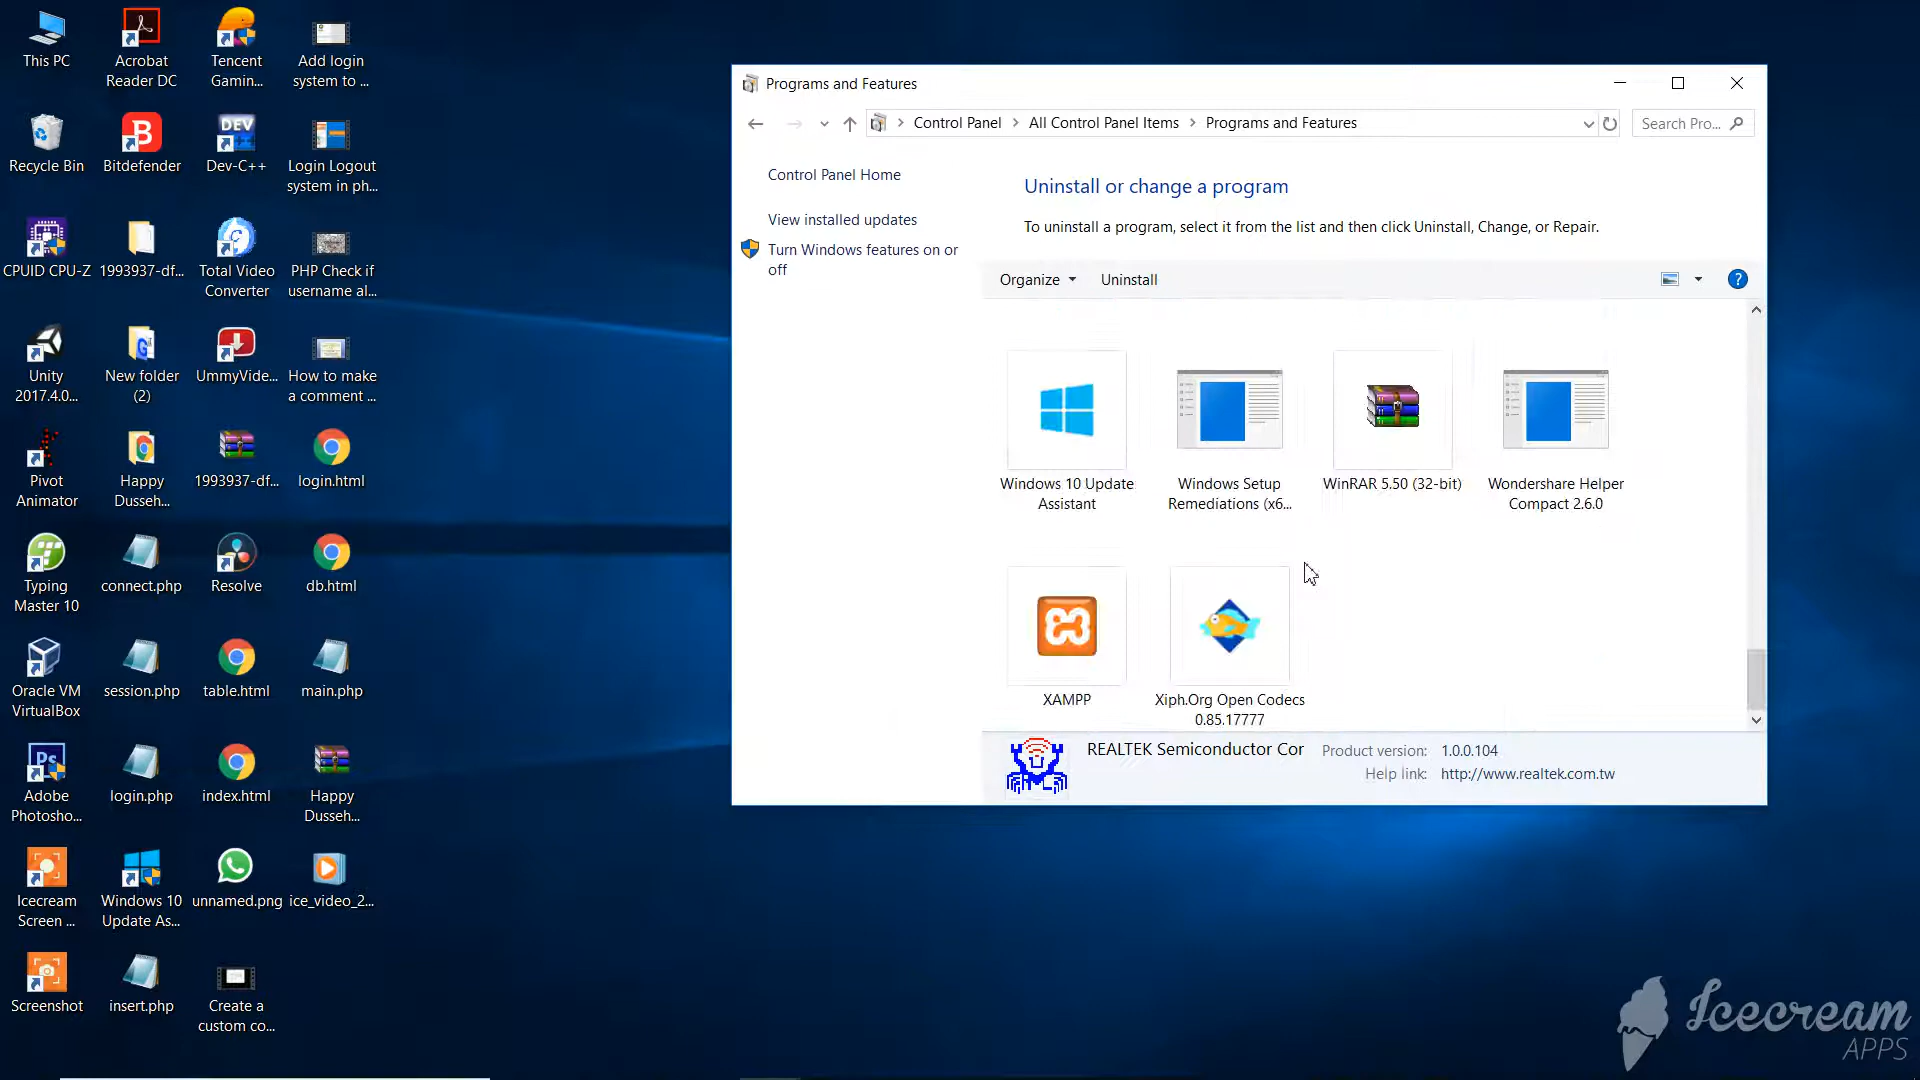 This PC
Acrobat
Reader DC
Tencent
Gamin...
Add login
system to ...
Recycle Bin
Bitdefender
DEV
Dev-C++
Login Logout
system in ph...
CPUID CPU-Z
1993937-df...
Total Video
Converter
PHP Check if
username al...
Unity
2017.4.0...
New folder
(2)
UmmyVide...
How to make
a comment ...
Pivot
Animator
Happy
Dusseh...
1993937-df...
login.html
Typing
Master 10
connect.php
Resolve
db.html
Oracle VM
VirtualBox
session.php
table.html
main.php
Ps
Adobe
Photosho...
login.php
index.html
Happy
Dusseh...
Icecream
Screen ...
Windows 10
Update As...
unnamed.png
ice_video_2...
Screenshot
insert.php
Create a
custom co...
Programs and Features
Control Panel
All Control Panel Items
Programs and Features
Search Pro...
Control Panel Home
View installed updates
Turn Windows features on or
off
Uninstall or change a program
To uninstall a program, select it from the list and then click Uninstall, Change, or Repair.
Organize
Uninstall
?
Windows 10 Update
Assistant
Windows Setup
Remediations (x6...
WinRAR 5.50 (32-bit)
Wondershare Helper
Compact 2.6.0
XAMPP
Xiph.Org Open Codecs
0.85.17777
REALTEK Semiconductor Cor
Product version: 1.0.0.104
Help link: http://www.realtek.com.tw
Icecream
APPS